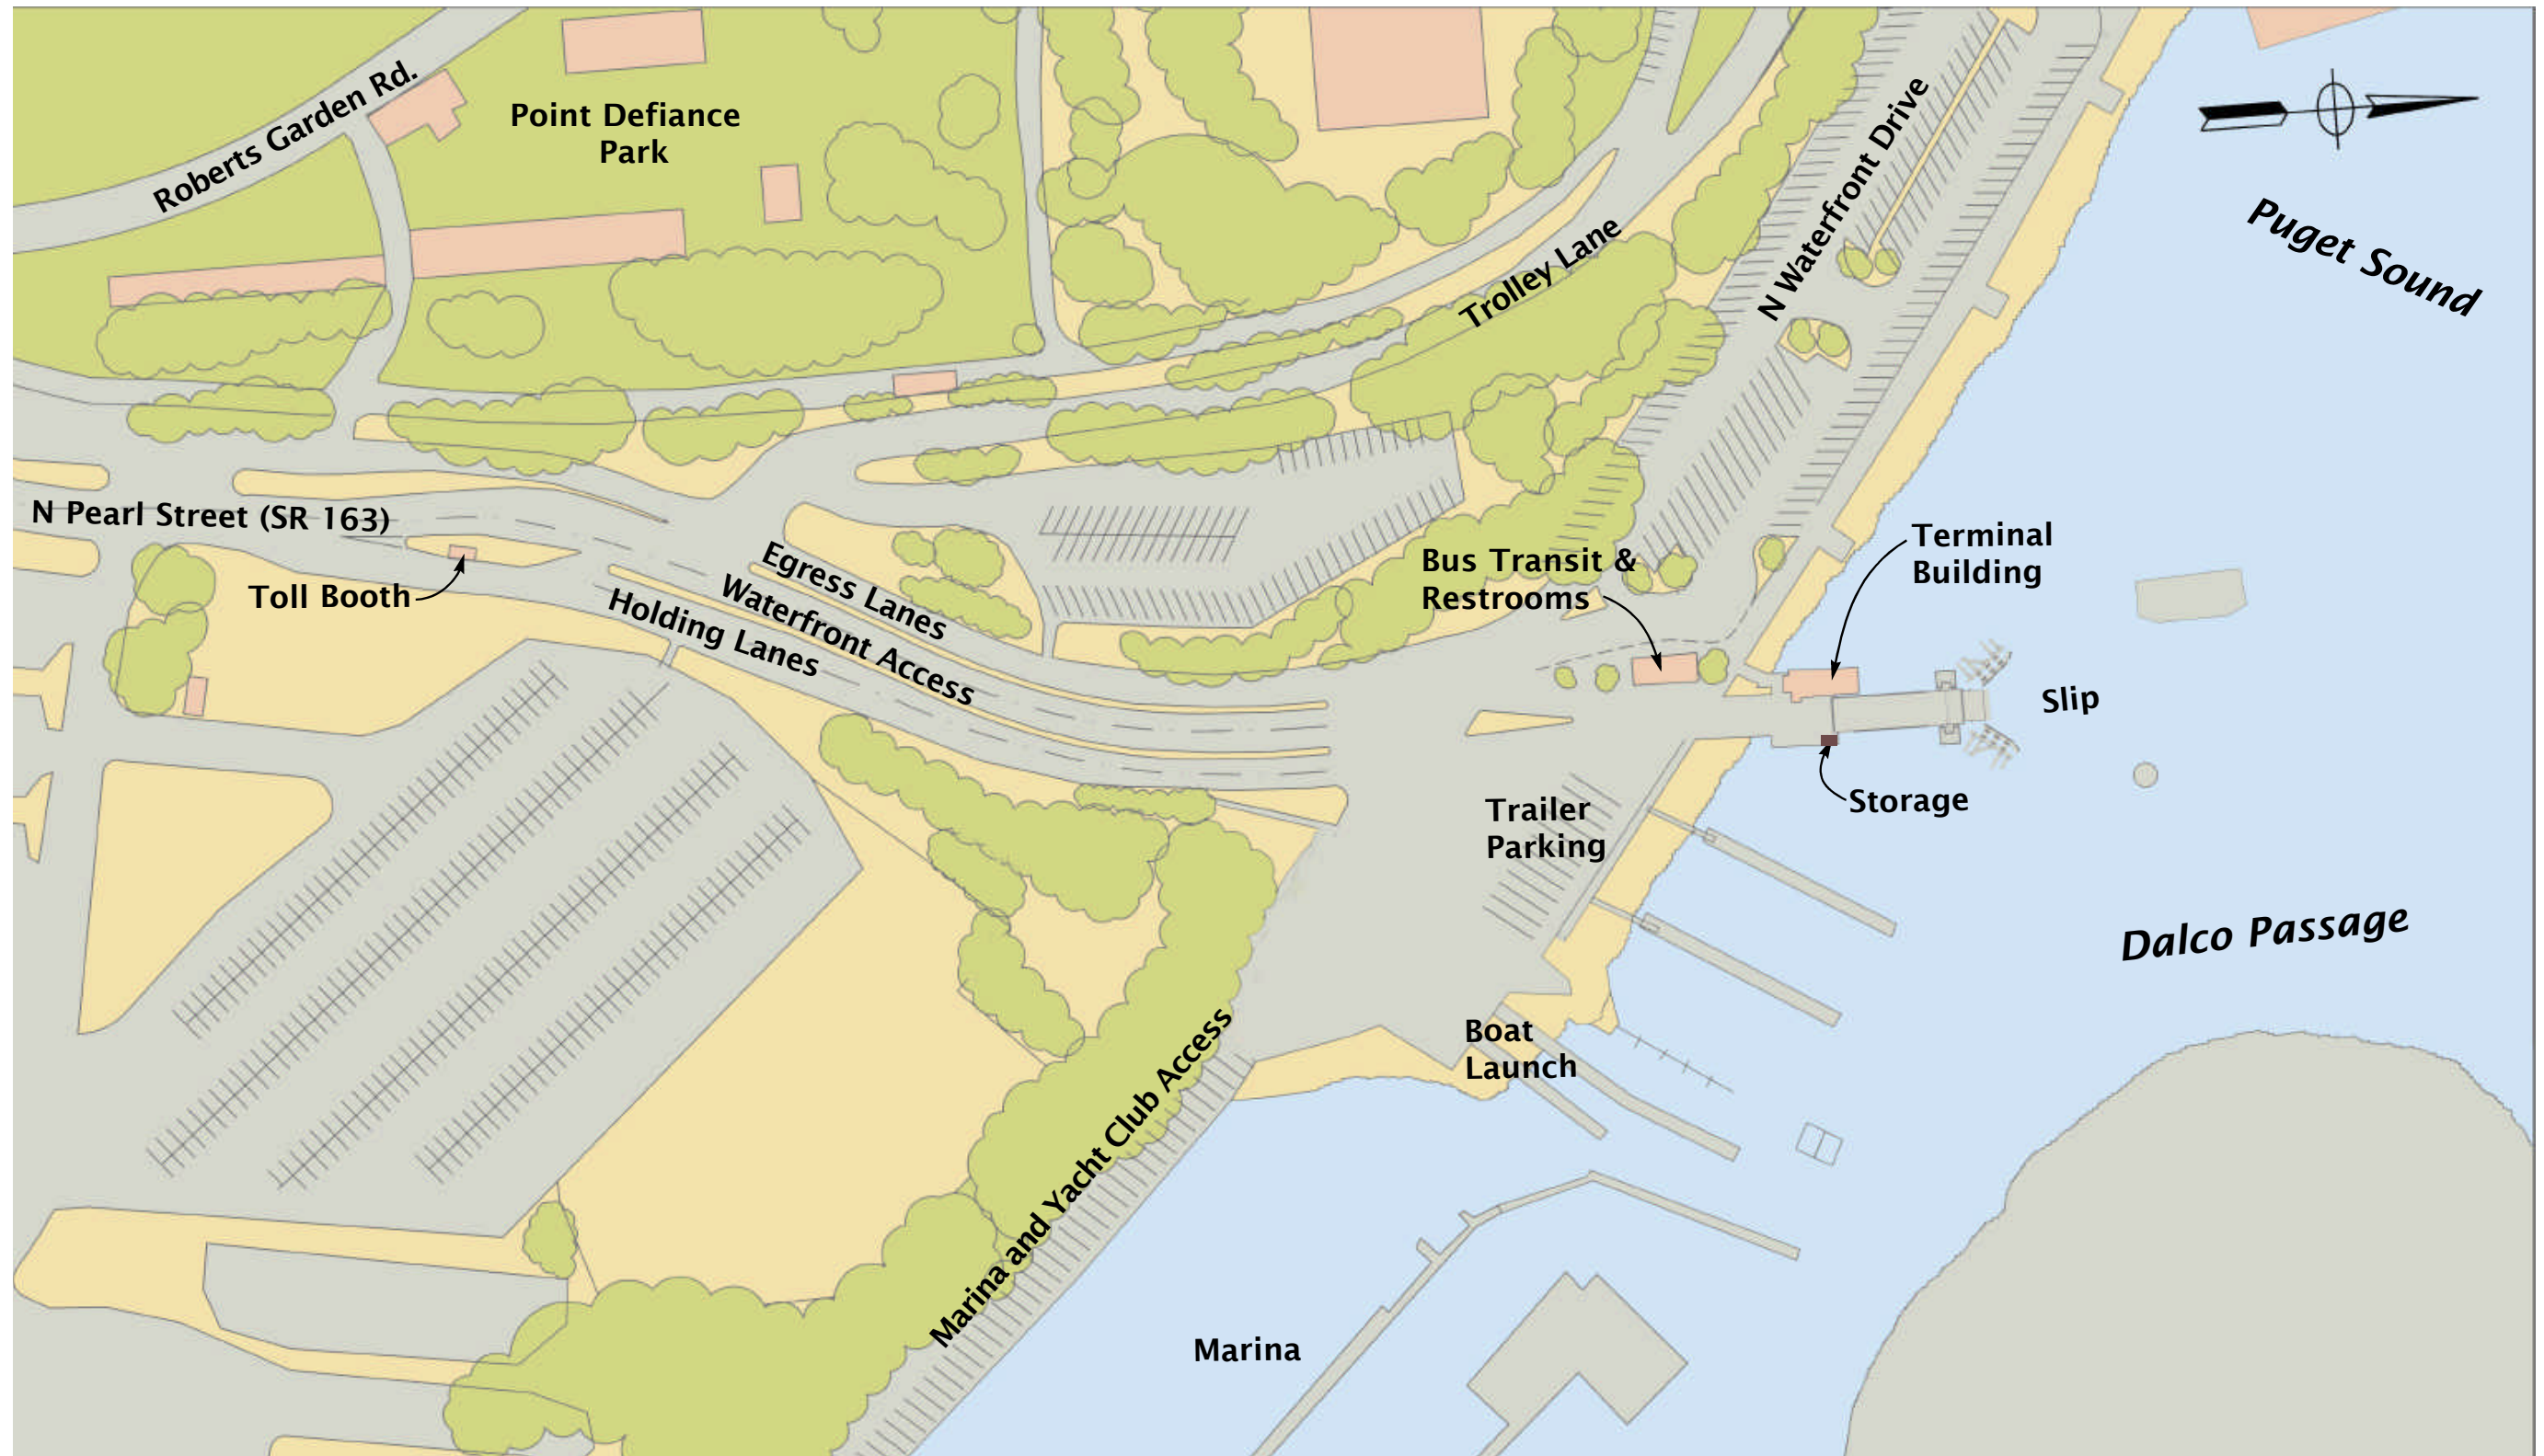 Roberts Garden Rd.
Point Defiance
Park
N Waterfront Drive
Puget Sound
Trolley Lane
N Pearl Street (SR 163)
Toll Booth
Egress Lanes
Waterfront Access
Holding Lanes
Bus Transit &
Restrooms
Terminal
Building
Slip
Storage
Trailer
Parking
Dalco Passage
Boat
Launch
Marina and Yacht Club Access
Marina